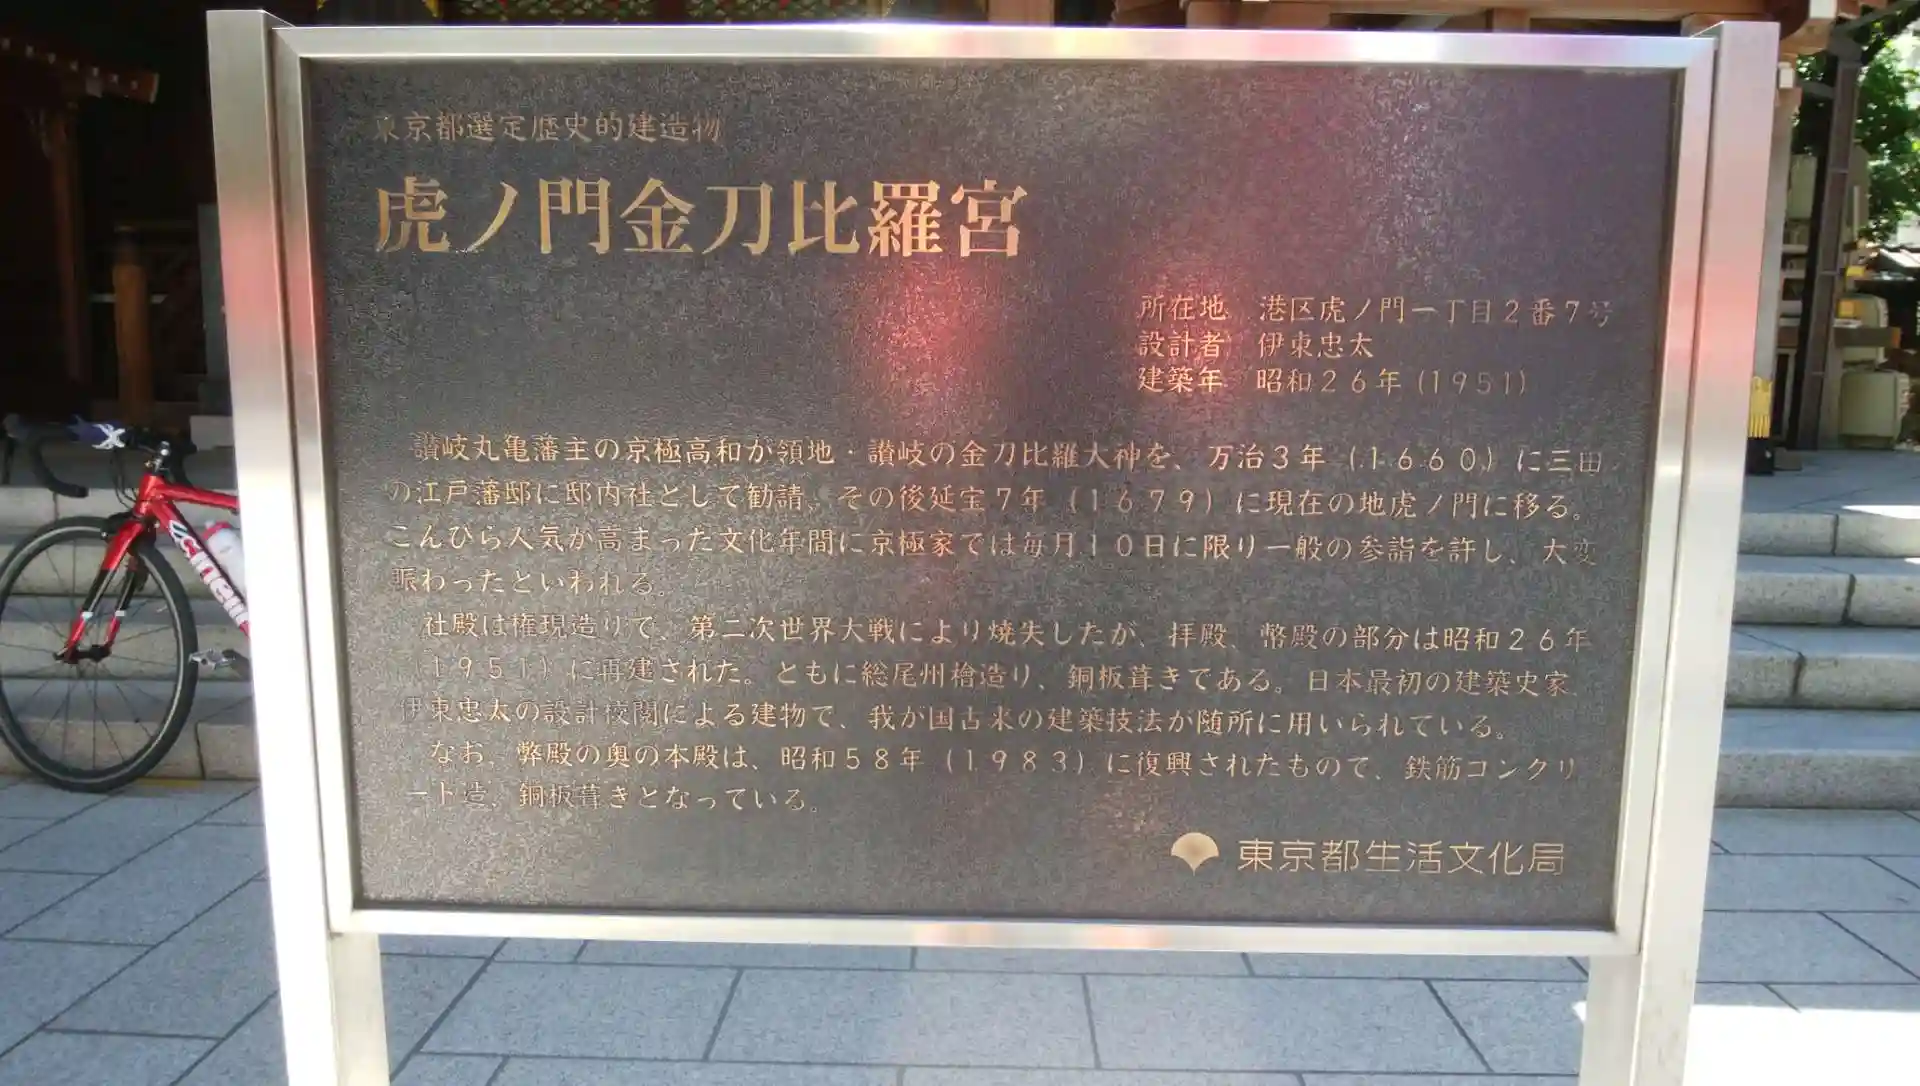 東京都選定歴史的建造物
虎ノ門金刀比羅宮
所在地 港区虎ノ門一丁目2番7号
設計者 伊東忠太
建築年 昭和26年(1951)
讃岐丸亀藩主の京極高和が領地・讃岐の金刀比羅大神を、万治3年(1660)に三田
の江戸藩邸に邸内社として勧請、その後延宝7年(1679)に現在の地虎ノ門に移る。
こんぴら人気が高まった文化年間に京極家では毎月10日に限り一般の参詣を許し、大変
賑わったといわれる。
社殿は権現造りで、第二次世界大戦により焼失したが、拝殿、幣殿の部分は昭和26年
(1951)に再建された。ともに総尾州檜造り、銅板葺きである。日本最初の建築史家、
伊東忠太の設計校閲による建物で、我が国古来の建築技法が随所に用いられている。
なお、弊殿の奥の本殿は、昭和58年(1983)に復興されたもので、鉄筋コンクリ
ート造、銅板葺きとなっている。
東京都生活文化局
cinelli